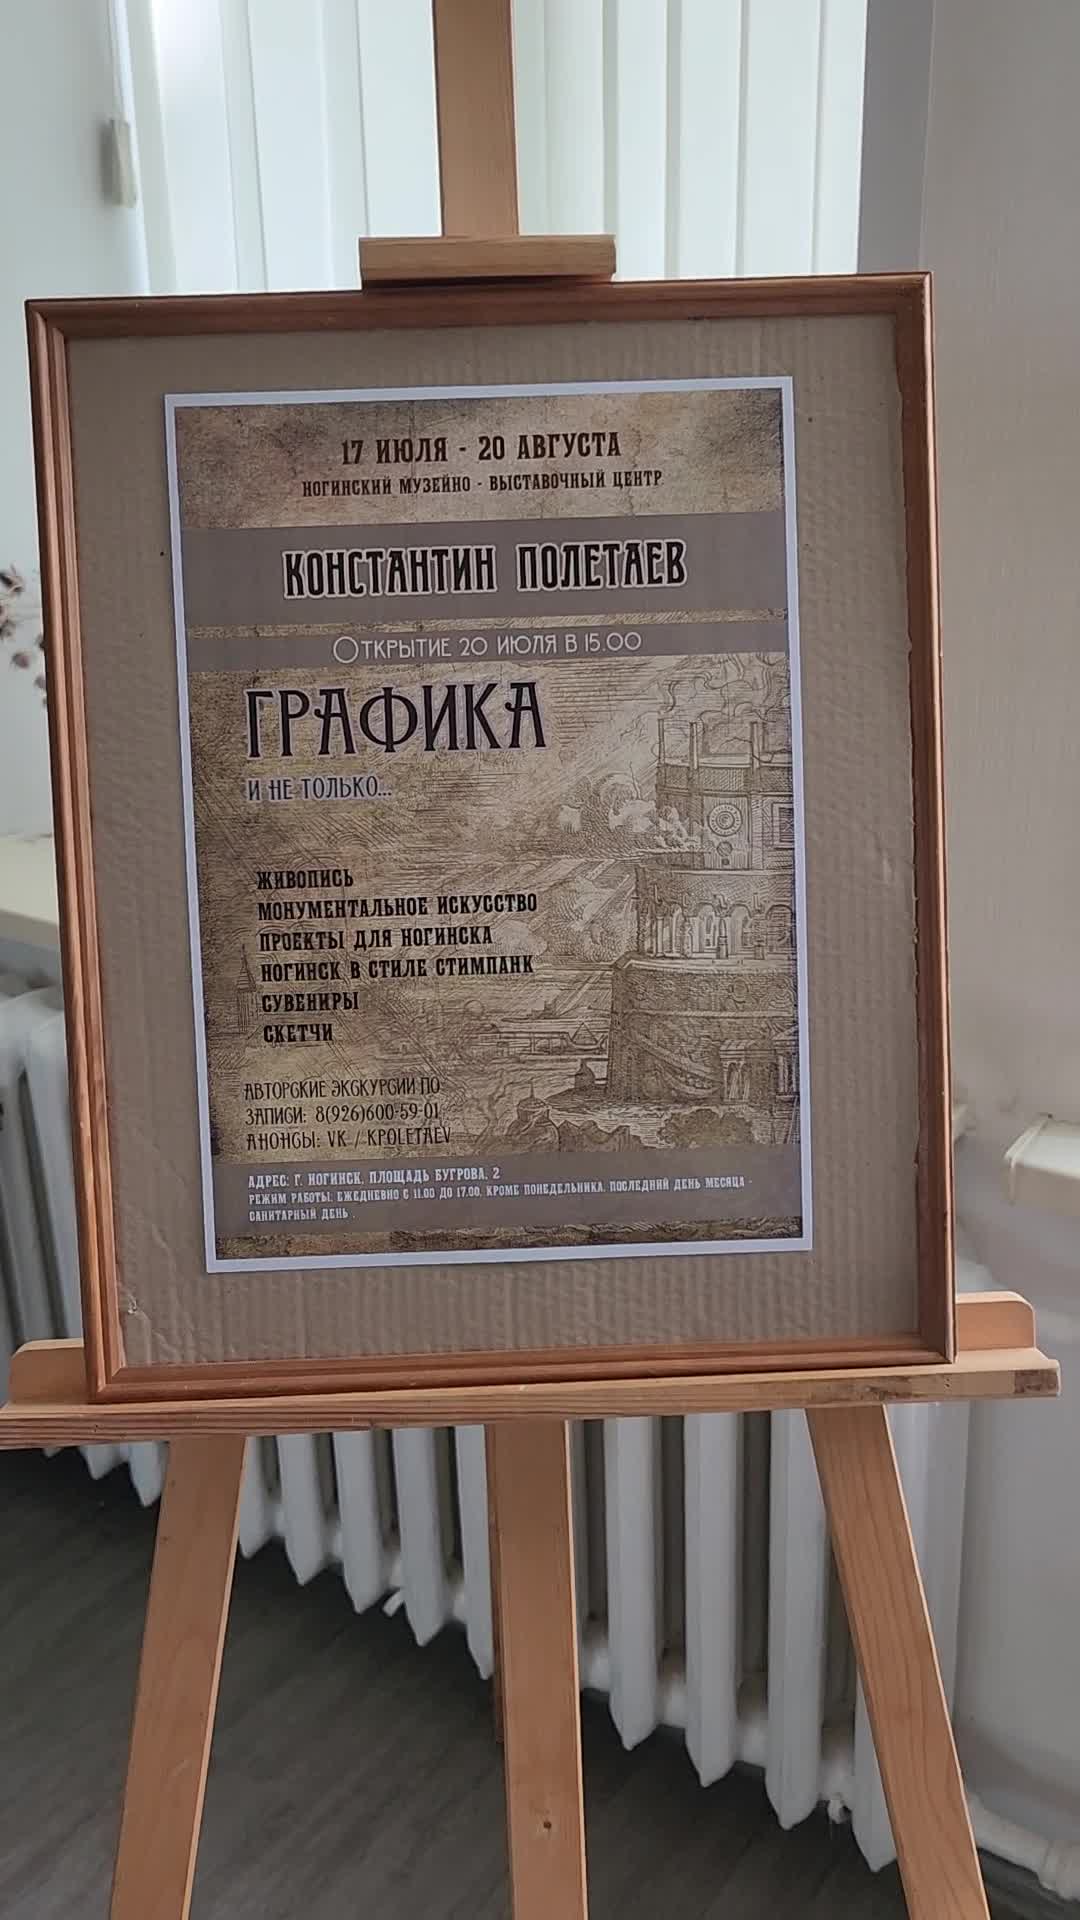 17 ИЮЛЯ - 20 АВГУСТА
НОГИНСКИЙ МУЗЕЙНО - ВЫСТАВОЧНЫЙ ЦЕНТР
КОНСТАНТИН ПОЛЕТАЕВ
ОТКРЫТИЕ 20 ИЮЛЯ В 15.00
ГРАФИКА
И НЕ ТОЛЬКО...
ЖИВОПИСЬ
МОНУМЕНТАЛЬНОЕ ИСКУССТВО
ПРОЕКТЫ ДЛЯ НОГИНСКА
НОГИНСК В СТИЛЕ СТИМПАНК
СУВЕНИРЫ
СКЕТЧИ
АВТОРСКИЕ ЭКСКУРСИИ ПО
ЗАПИСИ: 8(926)600-59-01
АНОНСЫ: VK / KPOLETAEV
АДРЕС: Г. НОГИНСК, ПЛОЩАДЬ БУГРОВА, 2
РЕЖИМ РАБОТЫ: ЕЖЕДНЕВНО С 11.00 ДО 17.00, КРОМЕ ПОНЕДЕЛЬНИКА. ПОСЛЕДНИЙ ДЕНЬ МЕСЯЦА -
САНИТАРНЫЙ ДЕНЬ .